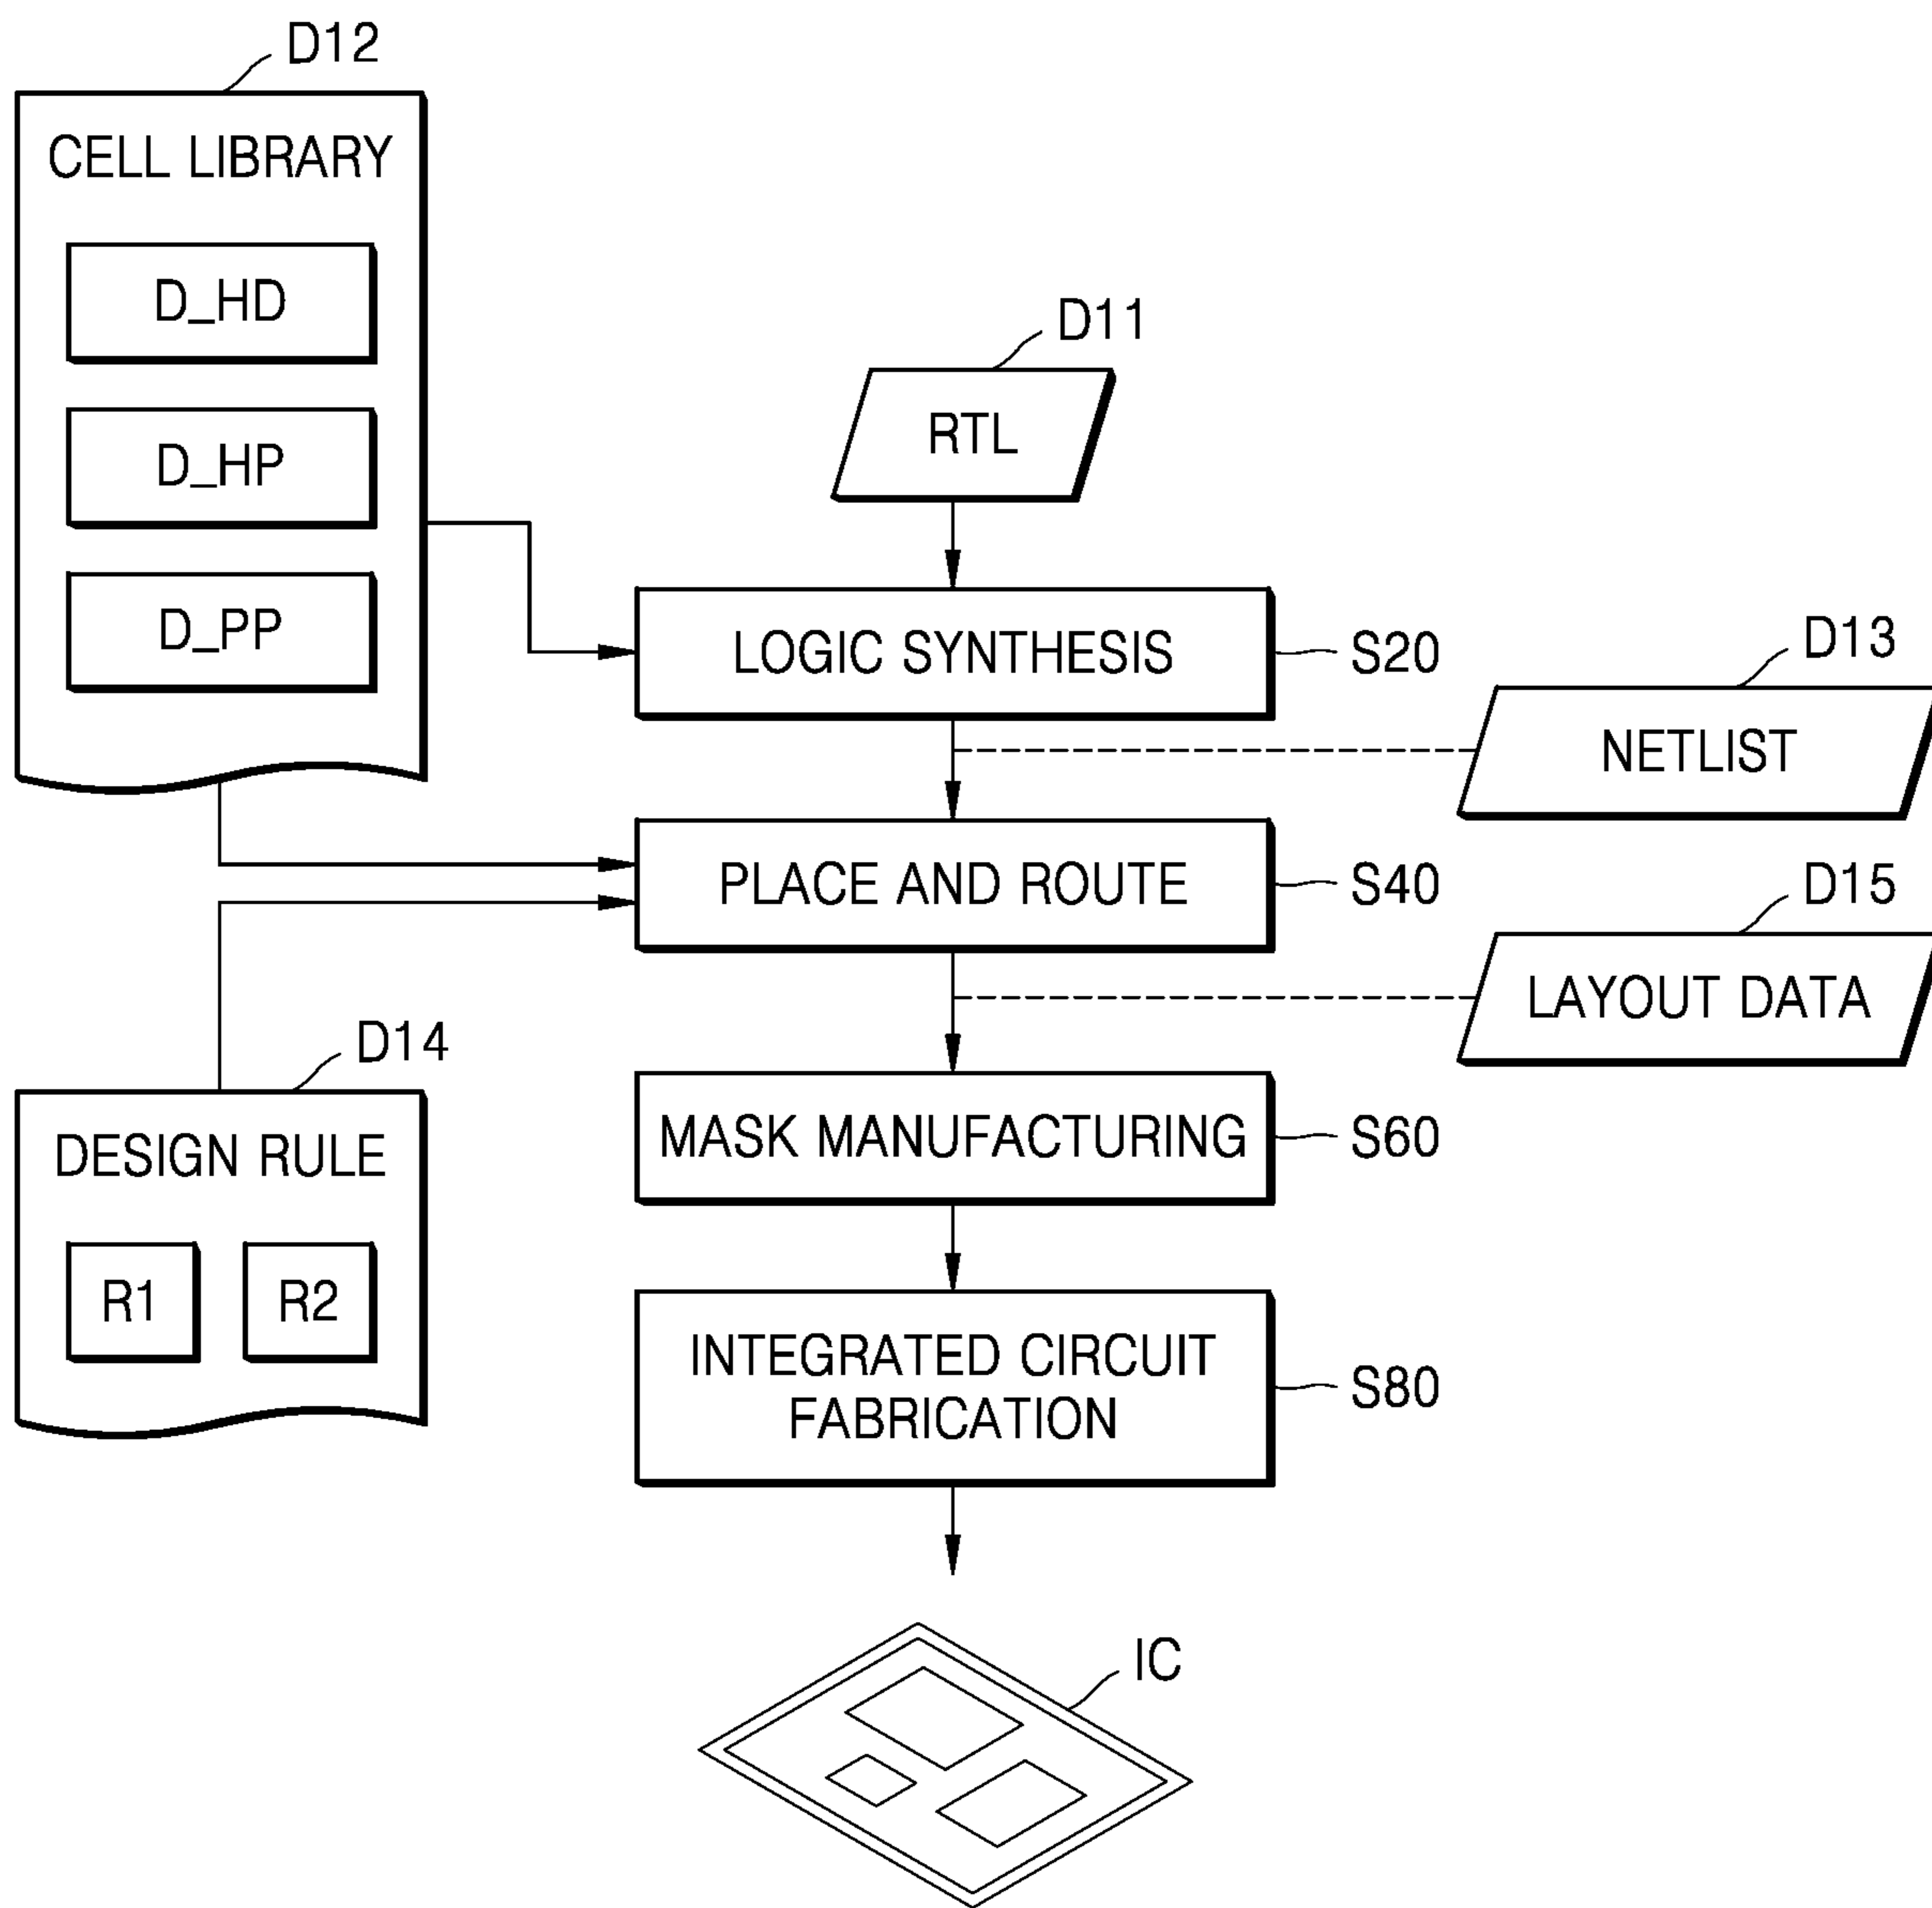 D12
CELL LIBRARY
D_HD
D_HP
D_PP
D11
RTL
LOGIC SYNTHESIS
S20
D13
NETLIST
PLACE AND ROUTE
S40
D15
LAYOUT DATA
D14
DESIGN RULE
R1
R2
MASK MANUFACTURING
S60
INTEGRATED CIRCUIT
FABRICATION
S80
IC